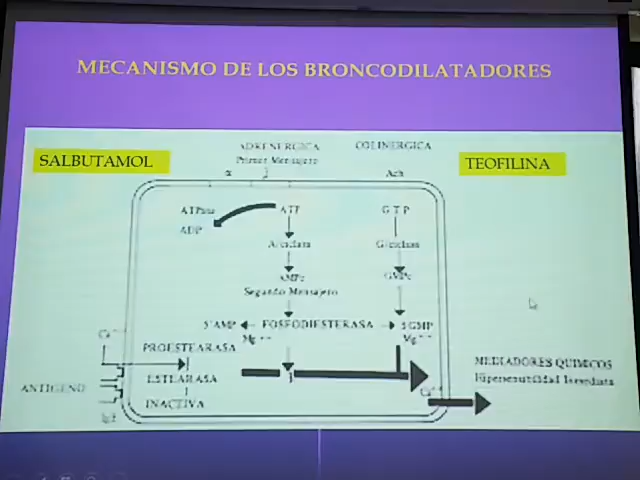 MECANISMO DE LOS BRONCODILATADORES
SALBUTAMOL
ADRENERGICA
Primer Mensajero
α
COLINERGICA
Ach
TEOFILINA
ATPasa
ATP
GTP
ADP
A/ciclasa
G/ciclasa
AMPc
GMPc
Segundo Mensajero
5'AMP
FOSFODIESTERASA
5'GMP
Mg++
Mg++
Ca++
PROESTEARASA
ANTIGENO
ESTEARASA
INACTIVA
IgE
Ca++
MEDIADORES QUIMICOS
Hipersensibilidad Inmediata